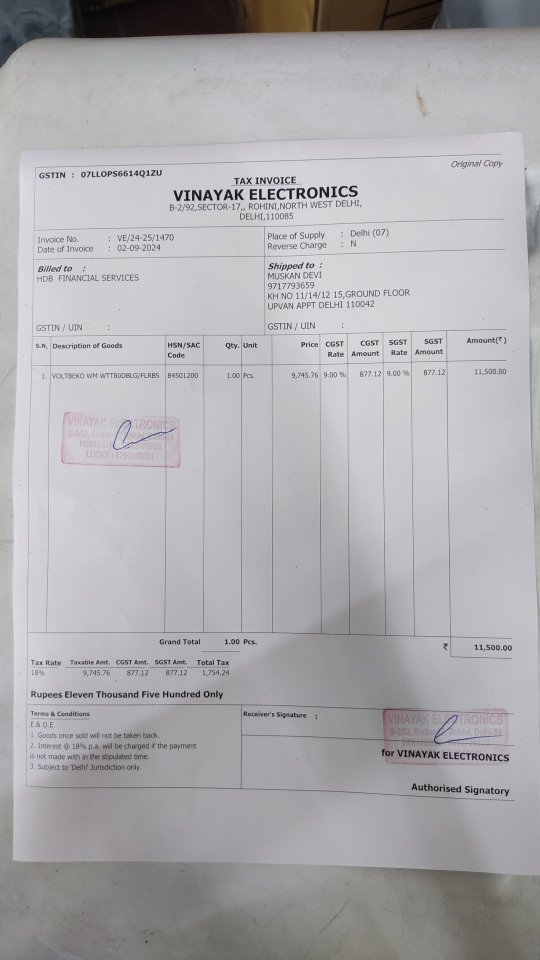 Original Copy
GSTIN : 07LLOPS6614Q1ZU
TAX INVOICE
VINAYAK ELECTRONICS
B-2/92,SECTOR-17,, ROHINI,NORTH WEST DELHI,
DELHI,110085
Invoice No. : VE/24-25/1470
Date of Invoice : 02-09-2024
Place of Supply : Delhi (07)
Reverse Charge : N
Billed to :
HDB FINANCIAL SERVICES
GSTIN / UIN :
Shipped to :
MUSKAN DEVI
9717793659
KH NO 11/14/12 15,GROUND FLOOR
UPVAN APPT DELHI 110042
GSTIN / UIN :
S.N. Description of Goods HSN/SAC Code Qty. Unit Price CGST Rate CGST Amount SGST Rate SGST Amount Amount(₹)
1. VOLTBEKO WM WTT80DBLG/FLRB5 84501200 1.00 Pcs. 9,745.76 9.00 % 877.12 9.00 % 877.12 11,500.00
VINAYAK ELECTRONICS
B-2/92, Sector
LUCKY : 9750150051
Grand Total 1.00 Pcs. ₹ 11,500.00
Tax Rate Taxable Amt. CGST Amt. SGST Amt. Total Tax
18% 9,745.76 877.12 877.12 1,754.24
Rupees Eleven Thousand Five Hundred Only
Terms & Conditions
E & O.E.
1. Goods once sold will not be taken back.
2. Interest @ 18% p.a. will be charged if the payment
is not made with in the stipulated time.
3. Subject to 'Delhi' Jurisdiction only.
Receiver's Signature :
VINAYAK ELECTRONICS
B-2/92, Sector Rohini, Delhi-89
for VINAYAK ELECTRONICS
Authorised Signatory